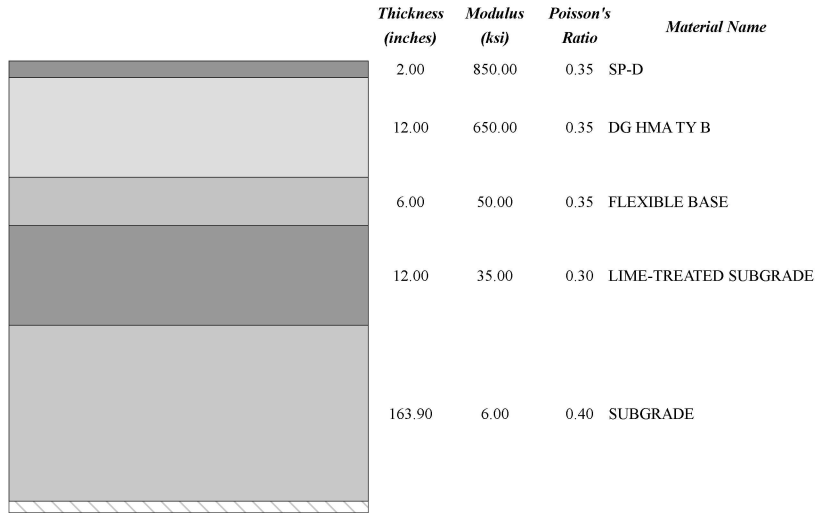 Thickness Modulus Poisson's
(inches) (ksi) Ratio Material Name
2.00 850.00 0.35 SP-D
12.00 650.00 0.35 DG HMA TY B
6.00 50.00 0.35 FLEXIBLE BASE
12.00 35.00 0.30 LIME-TREATED SUBGRADE
163.90 6.00 0.40 SUBGRADE